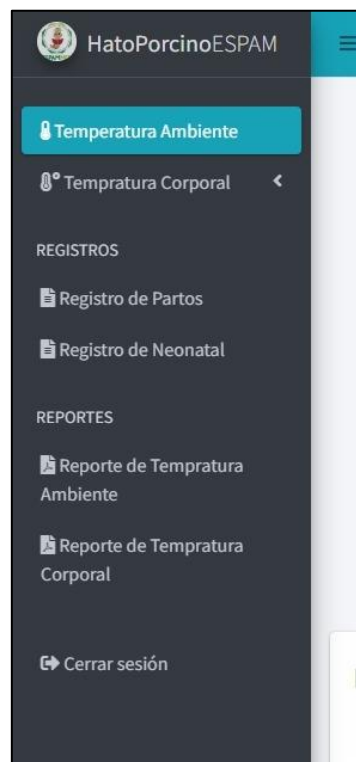 HatoPorcinoESPAM
Temperatura Ambiente
Tempratura Corporal
REGISTROS
Registro de Partos
Registro de Neonatal
REPORTES
Reporte de Tempratura
Ambiente
Reporte de Tempratura
Corporal
Cerrar sesión